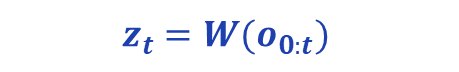 z_t = W(o_{0:t})